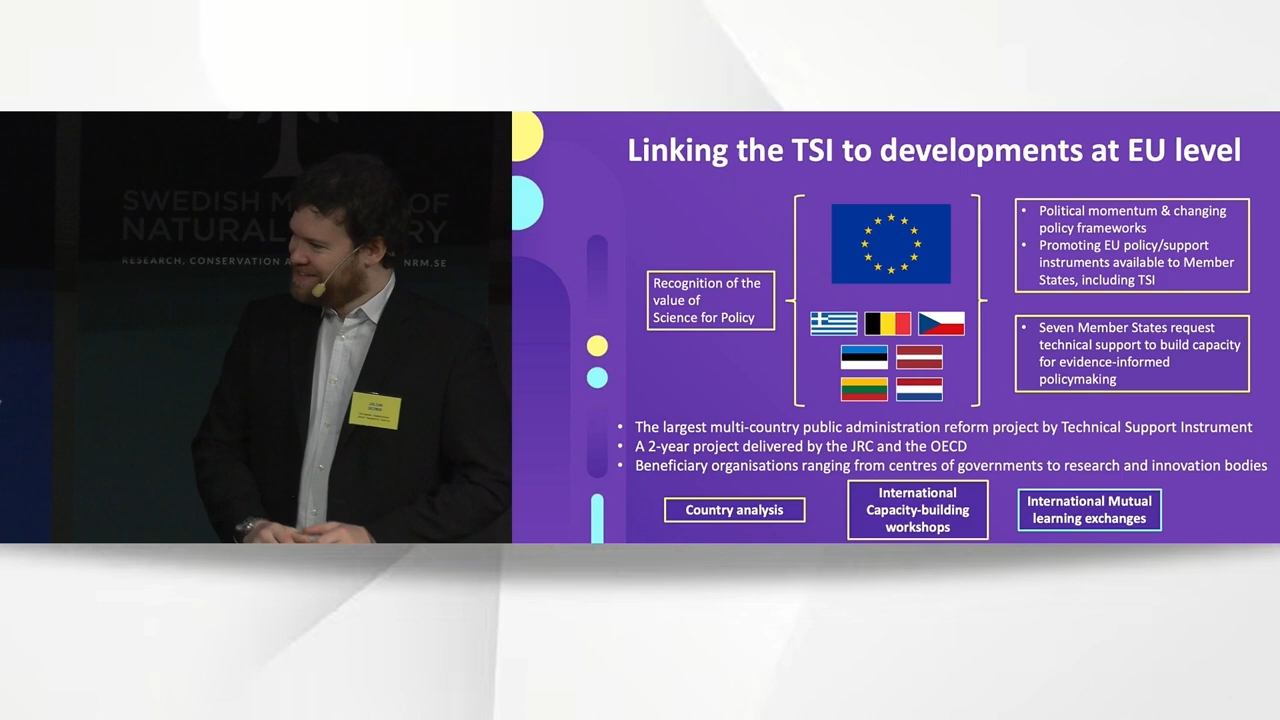 SWEDISH M OF
NATURAL RY
RESEARCH, CONSERVATION A NRM.SE
Linking the TSI to developments at EU level
Recognition of the
value of
Science for Policy
• Political momentum & changing
policy frameworks
• Promoting EU policy/support
instruments available to Member
States, including TSI
• Seven Member States request
technical support to build capacity
for evidence-informed
policymaking
• The largest multi-country public administration reform project by Technical Support Instrument
• A 2-year project delivered by the JRC and the OECD
• Beneficiary organisations ranging from centres of governments to research and innovation bodies
Country analysis
International
Capacity-building
workshops
International Mutual
learning exchanges